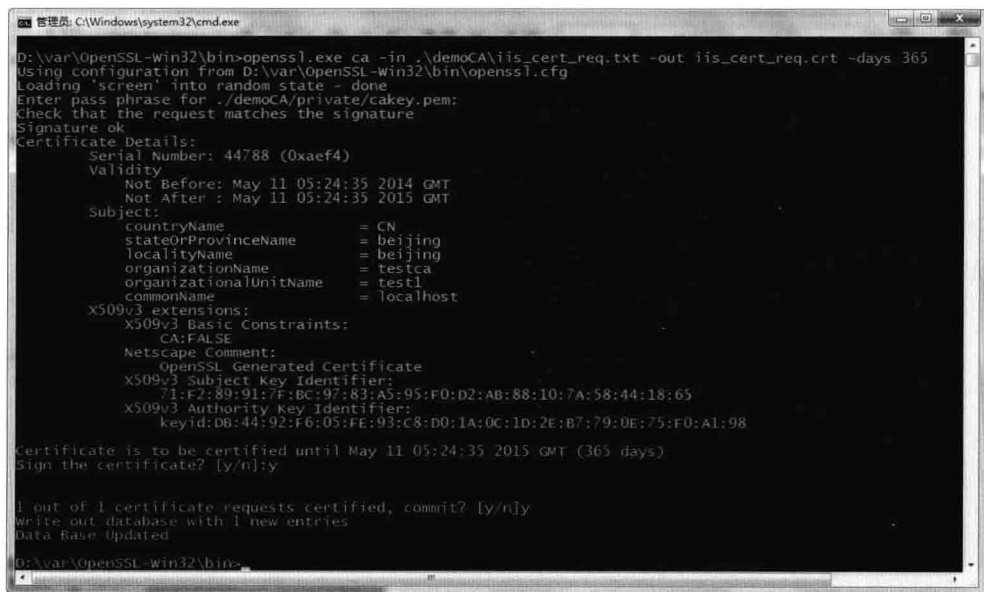 管理员: C:\Windows\system32\cmd.exe
D:\var\OpenSSL-Win32\bin>openssl.exe ca -in .\demoCA\iis_cert_req.txt -out iis_cert_req.crt -days 365
Using configuration from D:\var\OpenSSL-Win32\bin\openssl.cfg
Loading 'screen' into random state - done
Enter pass phrase for ./demoCA/private/cakey.pem:
Check that the request matches the signature
Signature ok
Certificate Details:
Serial Number: 44788 (0xaef4)
Validity
Not Before: May 11 05:24:35 2014 GMT
Not After : May 11 05:24:35 2015 GMT
Subject:
countryName = CN
stateOrProvinceName = beijing
localityName = beijing
organizationName = testca
organizationalUnitName = test1
commonName = localhost
X509v3 extensions:
X509v3 Basic Constraints:
CA:FALSE
Netscape Comment:
OpenSSL Generated Certificate
X509v3 Subject Key Identifier:
71:F2:89:91:7F:BC:97:83:A5:95:F0:D2:AB:88:10:7A:58:44:18:65
X509v3 Authority Key Identifier:
keyid:DB:44:92:F6:05:FE:93:C8:D0:1A:0C:1D:2E:B7:79:0E:75:F0:A1:98
Certificate is to be certified until May 11 05:24:35 2015 GMT (365 days)
Sign the certificate? [y/n]:y
1 out of 1 certificate requests certified, commit? [y/n]y
Write out database with 1 new entries
Data Base Updated
D:\var\OpenSSL-Win32\bin>